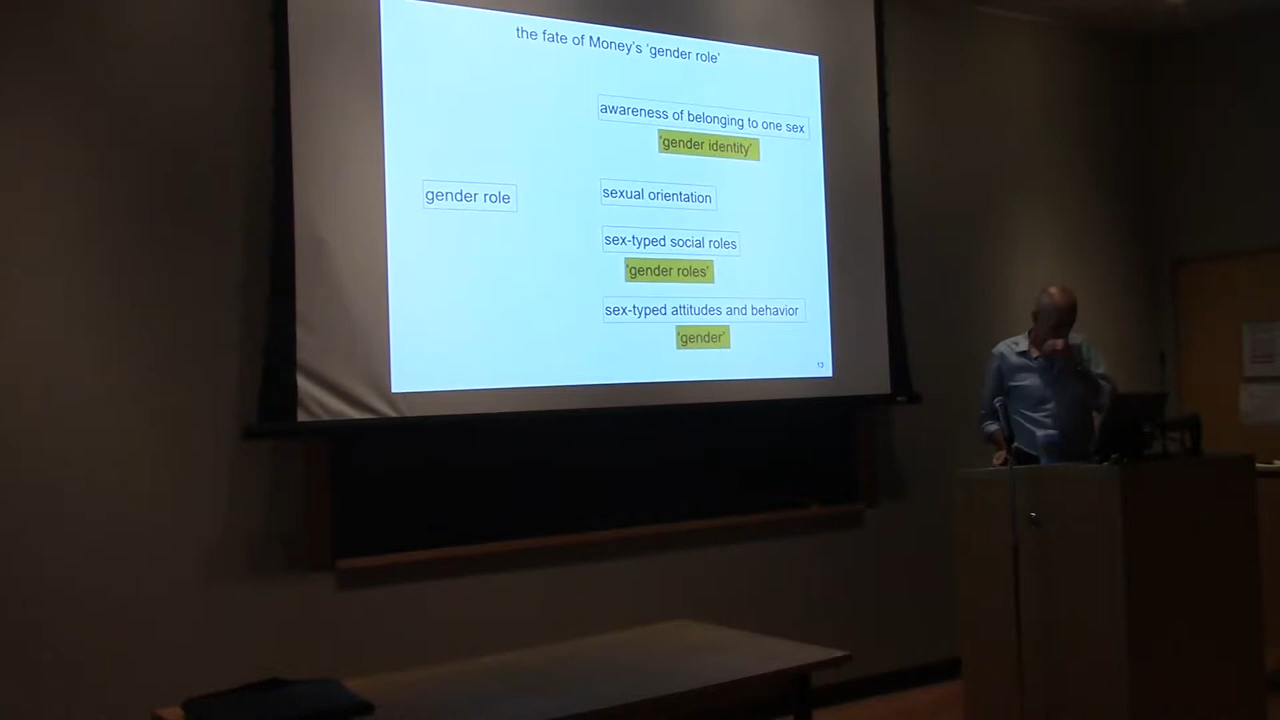 the fate of Money's 'gender role'
awareness of belonging to one sex
'gender identity'
gender role
sexual orientation
sex-typed social roles
'gender roles'
sex-typed attitudes and behavior
'gender'
13